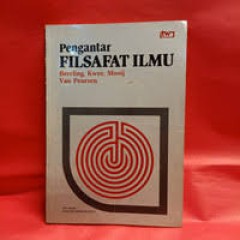 Pengantar
FILSAFAT ILMU
Beerling, Kwee, Mooij
Van Peursen